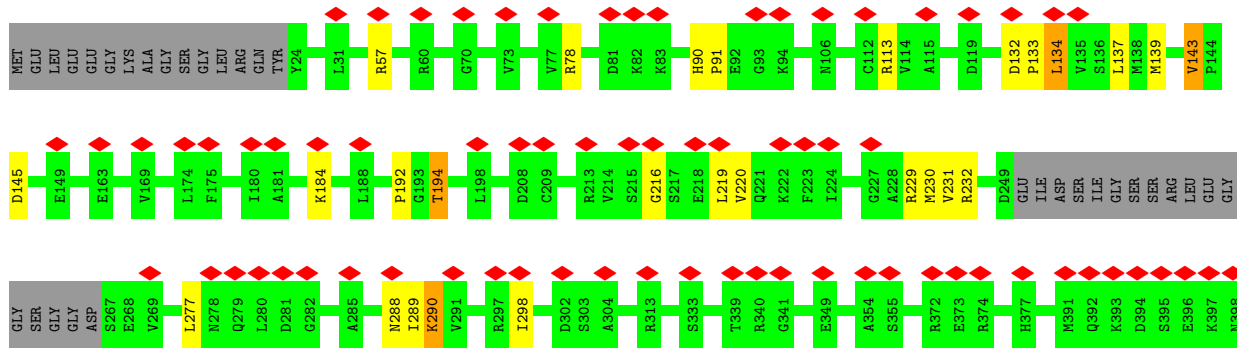 MET GLU LEU GLU GLU GLY LYS ALA GLY SER GLY LEU ARG GLN TYR Y24 L31 R57 R60 G70 V73 V77 R78 D81 K82 K83 H90 P91 E92 G93 K94 N106 C112 R113 V114 A115 D119 D132 P133 L134 V135 S136 L137 M138 M139 V143 P144
D145 E149 E163 V169 L174 F175 I180 A181 K184 L188 P192 G193 T194 L198 D208 C209 R213 V214 S215 G216 S217 E218 L219 V220 Q221 K222 F223 I224 G227 A228 R229 M230 V231 R232 D249 GLU ILE ASP SER ILE GLY SER SER ARG LEU GLU GLY
GLY SER GLY GLY ASP S267 E268 V269 L277 N278 Q279 L280 D281 G282 A285 N288 I289 K290 V291 R297 I298 D302 S303 A304 R313 S333 T339 R340 G341 E349 A354 S355 R372 E373 R374 H377 M391 Q392 K393 D394 S395 E396 K397 N398